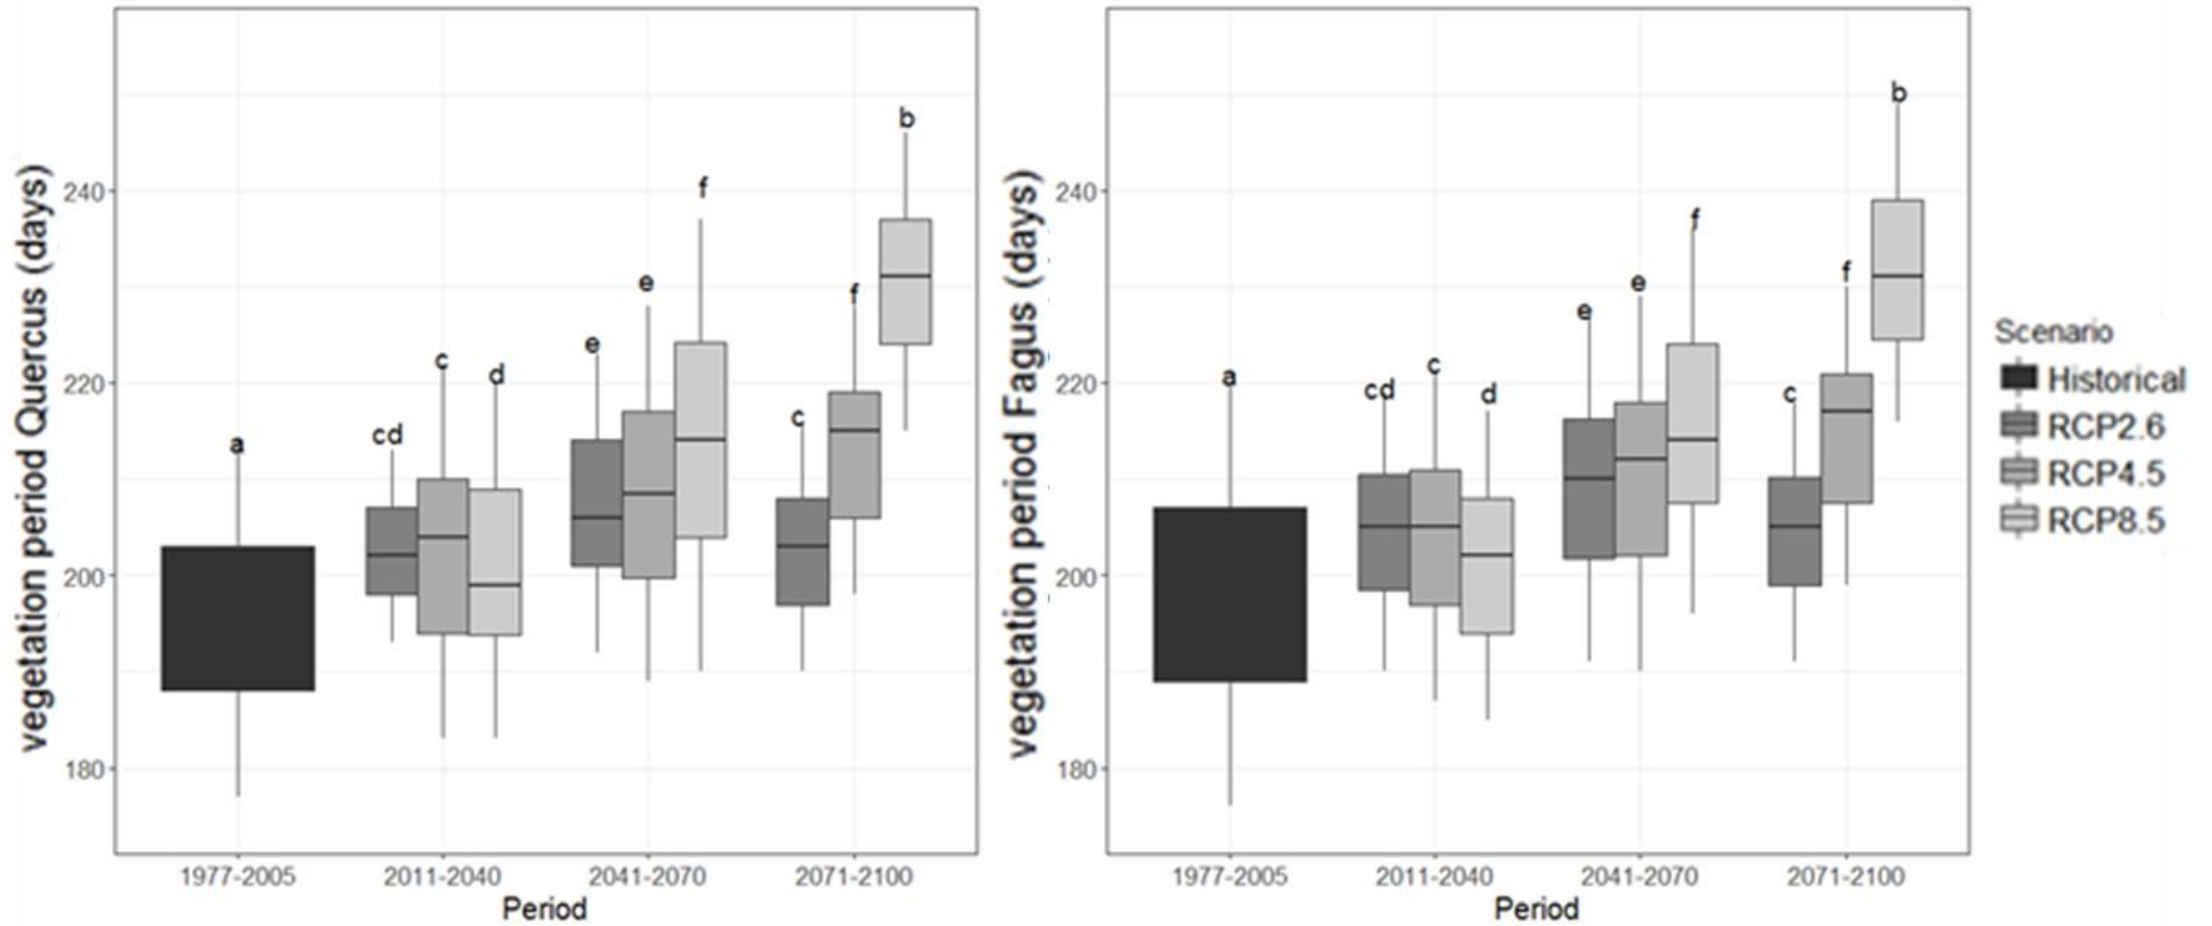 vegetation period Quercus (days)
240
220
200
180
a
cd
c
d
e
e
f
c
f
b
1977-2005
2011-2040
2041-2070
2071-2100
Period
vegetation period Fagus (days)
240
220
200
180
a
cd
c
d
e
e
f
c
f
b
1977-2005
2011-2040
2041-2070
2071-2100
Period
Scenario
Historical
RCP2.6
RCP4.5
RCP8.5